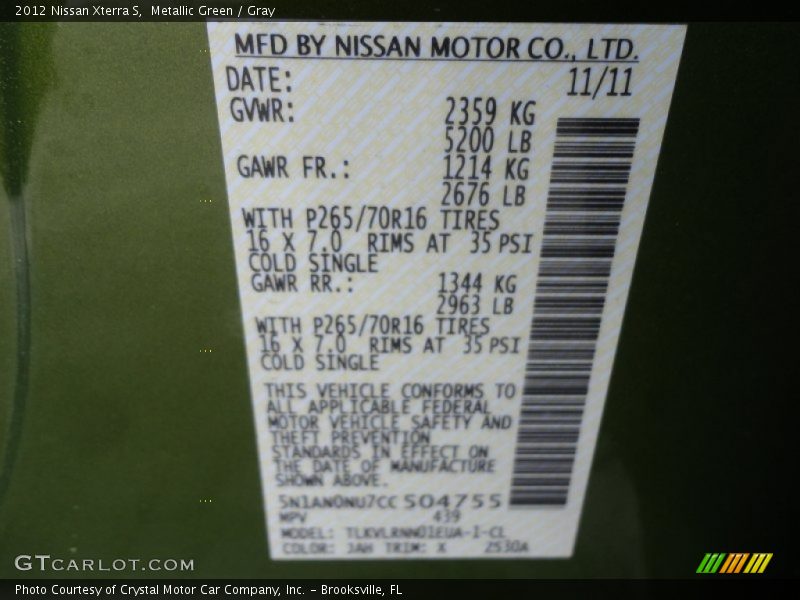 2012 Nissan Xterra S, Metallic Green / Gray
MFD BY NISSAN MOTOR CO., LTD.
DATE: 11/11
GVWR: 2359 KG
5200 LB
GAWR FR.: 1214 KG
2676 LB
WITH P265/70R16 TIRES
16 X 7.0 RIMS AT 35 PSI
COLD SINGLE
GAWR RR.: 1344 KG
2963 LB
WITH P265/70R16 TIRES
16 X 7.0 RIMS AT 35 PSI
COLD SINGLE
THIS VEHICLE CONFORMS TO
ALL APPLICABLE FEDERAL
MOTOR VEHICLE SAFETY AND
THEFT PREVENTION
STANDARDS IN EFFECT ON
THE DATE OF MANUFACTURE
SHOWN ABOVE.
5N1AN0NU7CC504755
MPV 439
MODEL: TLKVLRNN01EUA-1-CL
COLOR: JAH TRIM: X 2530A
GTCARLOT.COM
Photo Courtesy of Crystal Motor Car Company, Inc. – Brooksville, FL